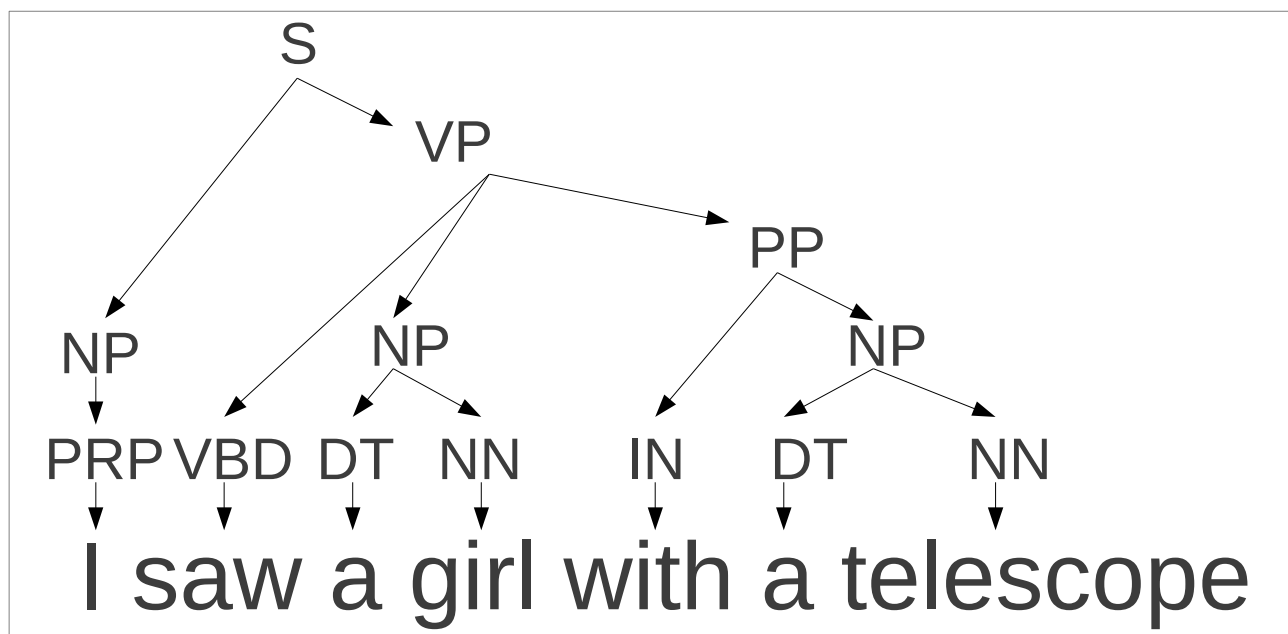 S
VP
PP
NP NP NP
PRP VBD DT NN IN DT NN
I saw a girl with a telescope